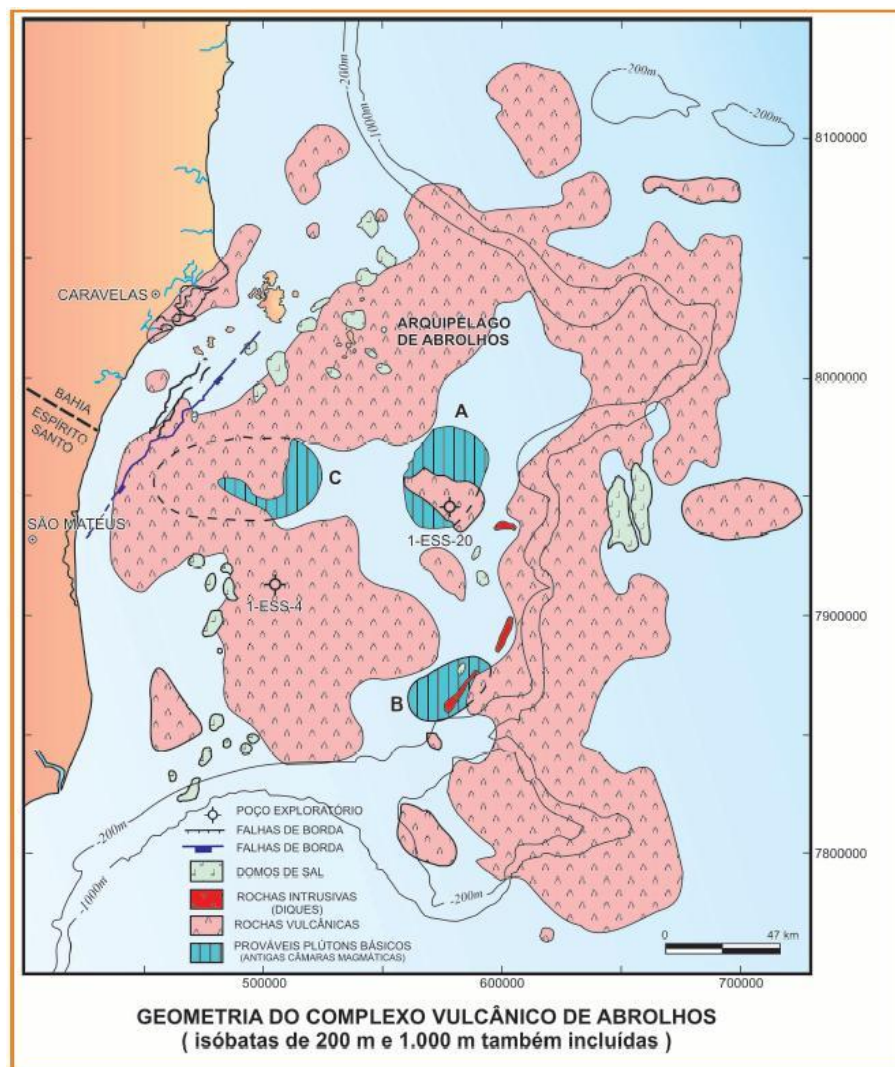 -200m
-1000m
-200m
-200m
8100000
CARAVELAS
ARQUIPÉLAGO
DE ABROLHOS
8000000
BAHIA
ESPÍRITO
SANTO
A
C
SÃO MATEUS
1-ESS-20
1-ESS-4
7900000
B
-200m
-1000m
-200m
POÇO EXPLORATÓRIO
FALHAS DE BORDA
FALHAS DE BORDA
DOMOS DE SAL
ROCHAS INTRUSIVAS
(DIQUES)
ROCHAS VULCÂNICAS
PROVÁVEIS PLÚTONS BÁSICOS
(ANTIGAS CÂMARAS MAGMÁTICAS)
7800000
0 47 km
500000 600000 700000
GEOMETRIA DO COMPLEXO VULCÂNICO DE ABROLHOS
( isóbatas de 200 m e 1.000 m também incluídas )